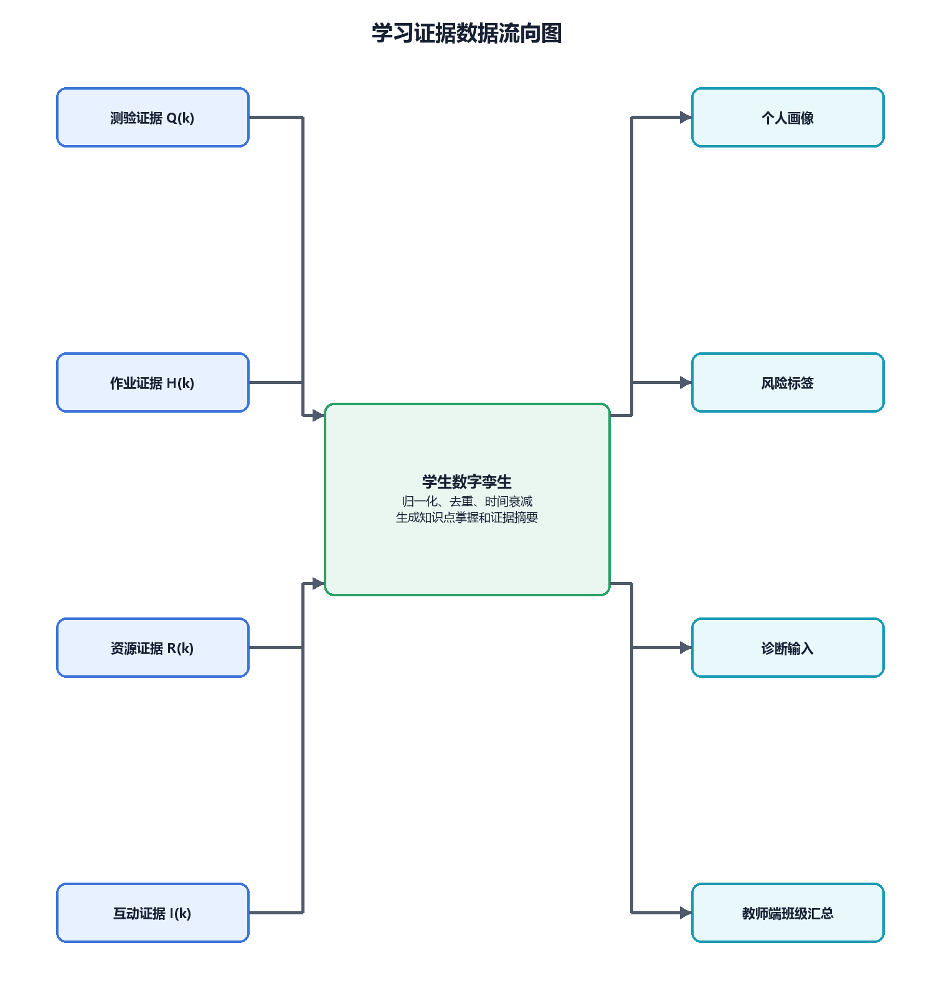 学习证据数据流向图
测验证据 Q(k)
个人画像
作业证据 H(k)
风险标签
学生数字孪生
归一化、去重、时间衰减
生成知识点掌握和证据摘要
资源证据 R(k)
诊断输入
互动证据 I(k)
教师端班级汇总